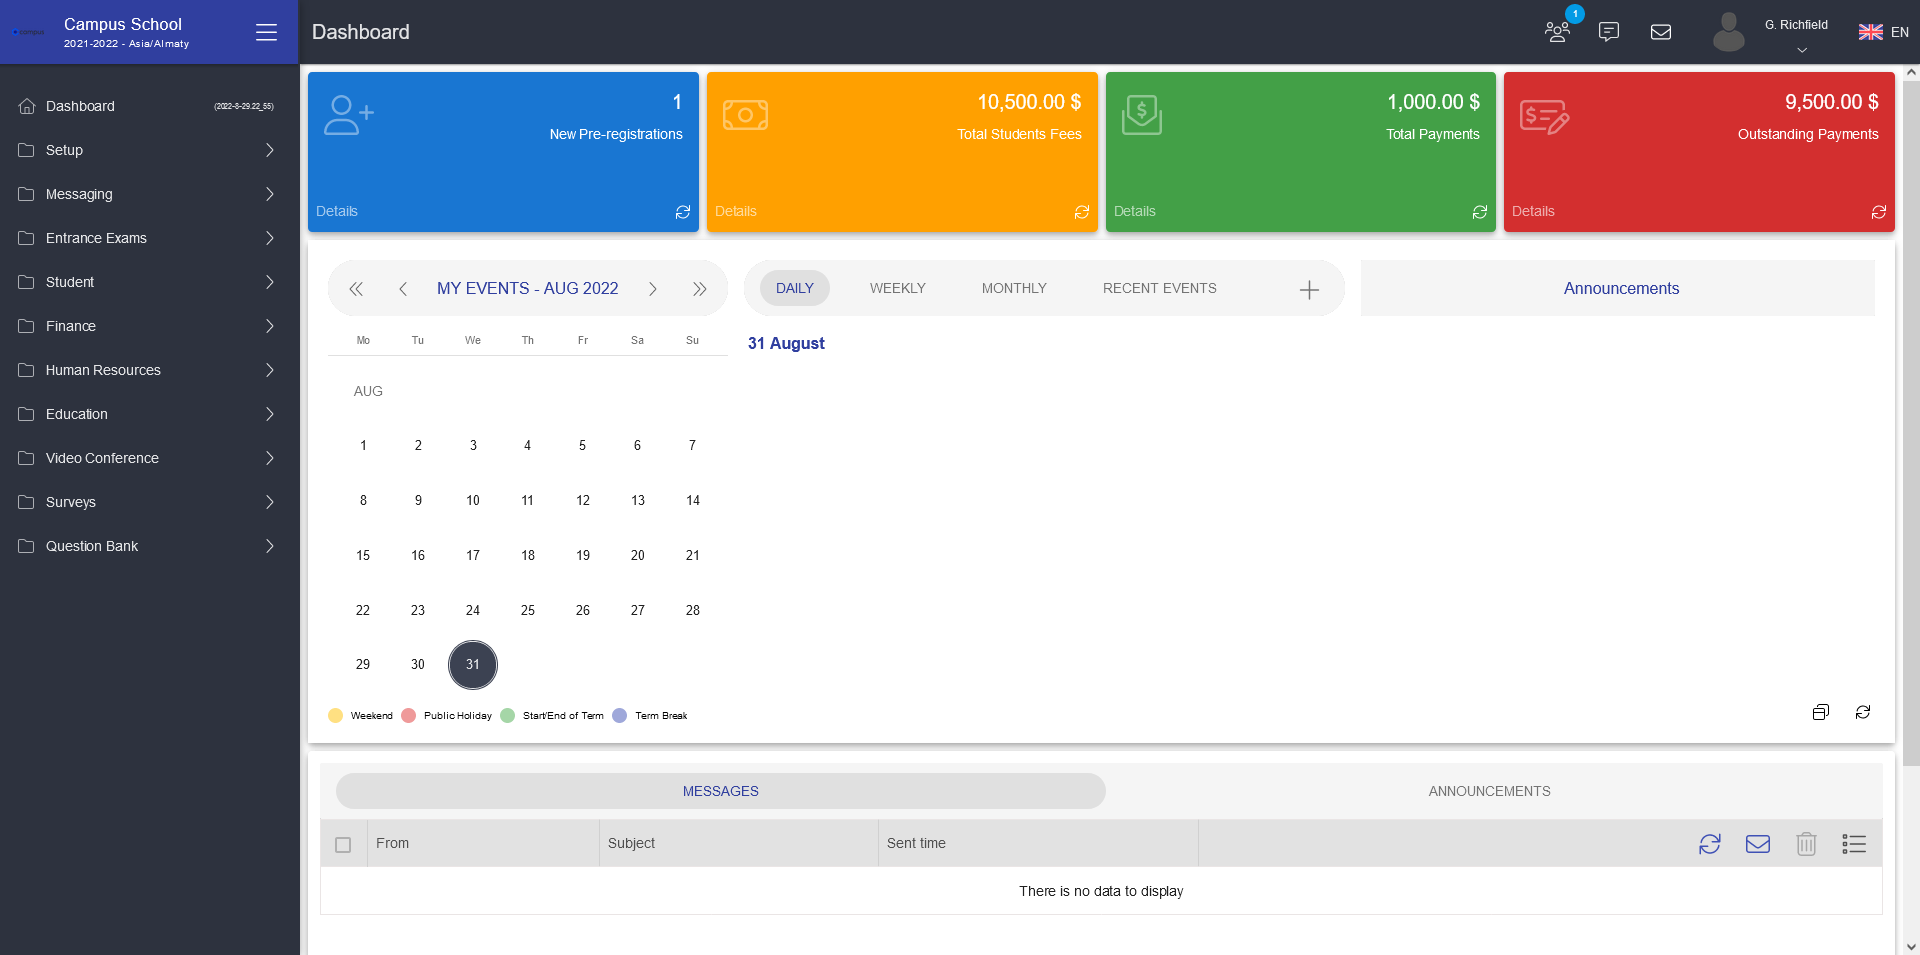 campus
Campus School
2021-2022 - Asia/Almaty
Dashboard
1
G. Richfield
EN
Dashboard
(2022-8-29.22_55)
Setup
Messaging
Entrance Exams
Student
Finance
Human Resources
Education
Video Conference
Surveys
Question Bank
1
New Pre-registrations
Details
10,500.00 $
Total Students Fees
Details
1,000.00 $
Total Payments
Details
9,500.00 $
Outstanding Payments
Details
MY EVENTS - AUG 2022
Mo Tu We Th Fr Sa Su
AUG
1 2 3 4 5 6 7
8 9 10 11 12 13 14
15 16 17 18 19 20 21
22 23 24 25 26 27 28
29 30 31
Weekend Public Holiday Start/End of Term Term Break
DAILY WEEKLY MONTHLY RECENT EVENTS
31 August
Announcements
MESSAGES ANNOUNCEMENTS
From Subject Sent time
There is no data to display